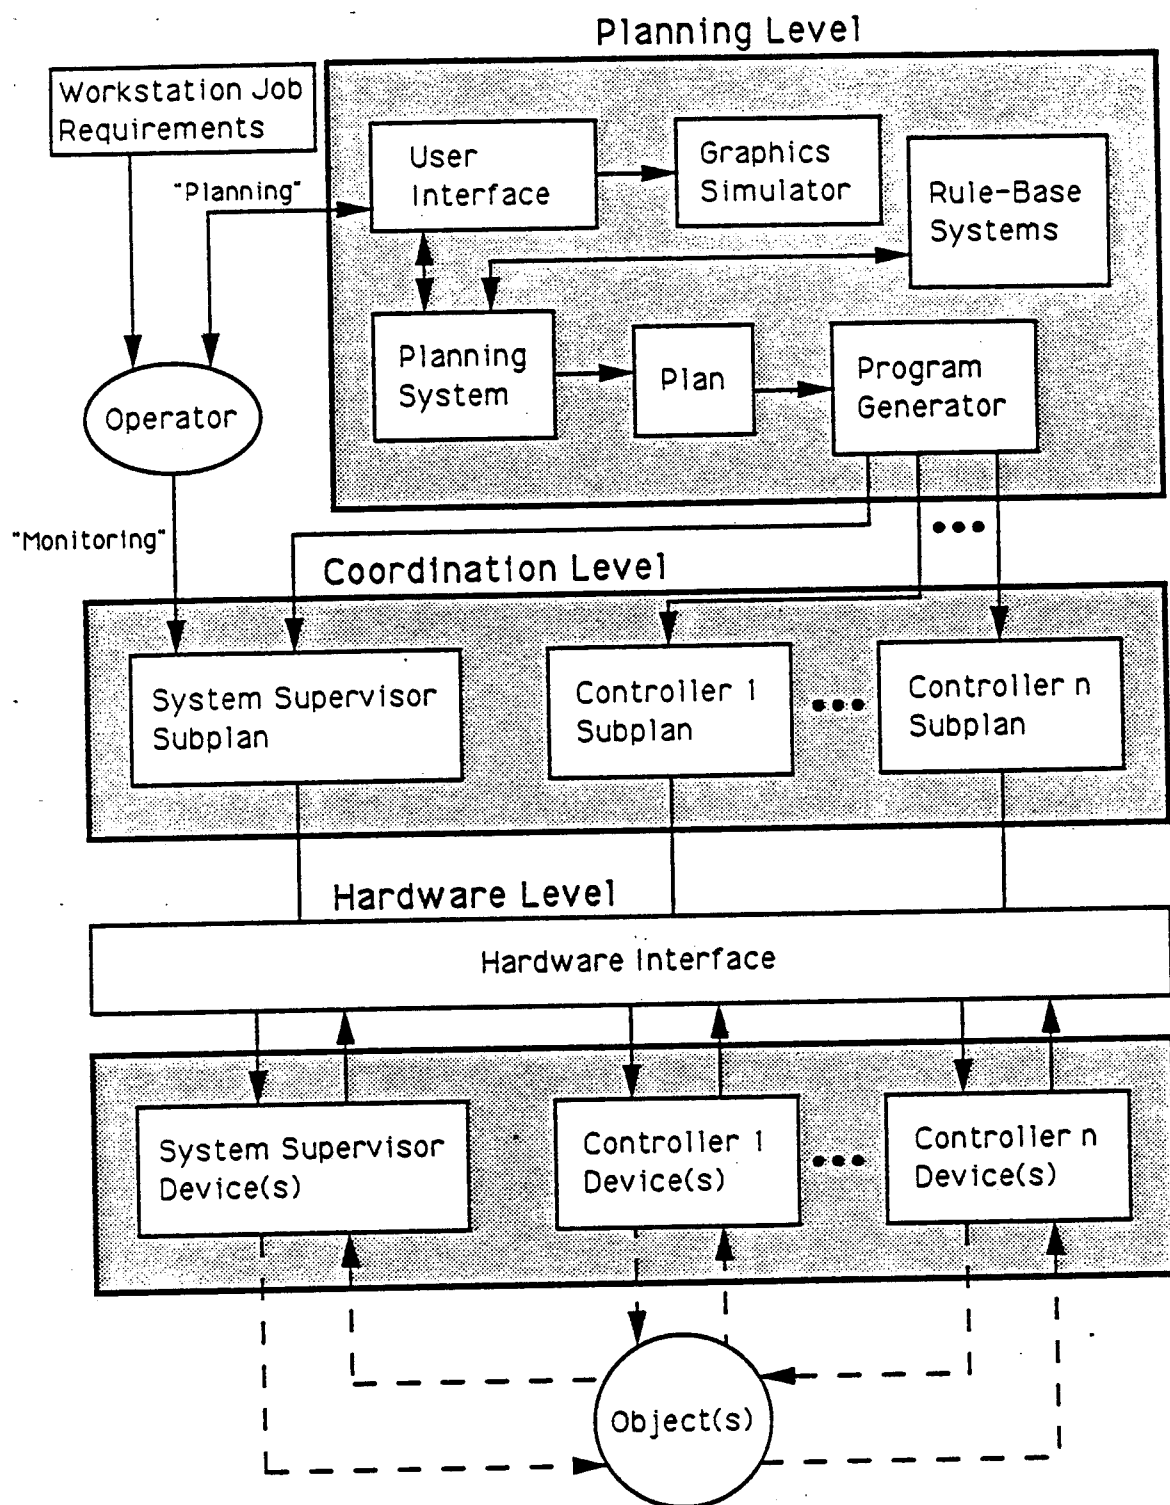 Planning Level
Workstation Job
Requirements
User
Interface
Graphics
Simulator
Rule-Base
Systems
"Planning"
Planning
System
Plan
Program
Generator
Operator
"Monitoring"
Coordination Level
System Supervisor
Subplan
Controller 1
Subplan
Controller n
Subplan
Hardware Level
Hardware Interface
System Supervisor
Device(s)
Controller 1
Device(s)
Controller n
Device(s)
Object(s)